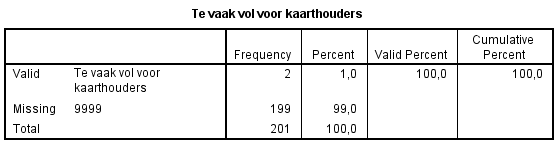 Te vaak vol voor kaarthouders
Frequency Percent Valid Percent Cumulative Percent
Valid Te vaak vol voor kaarthouders 2 1,0 100,0 100,0
Missing 9999 199 99,0
Total 201 100,0